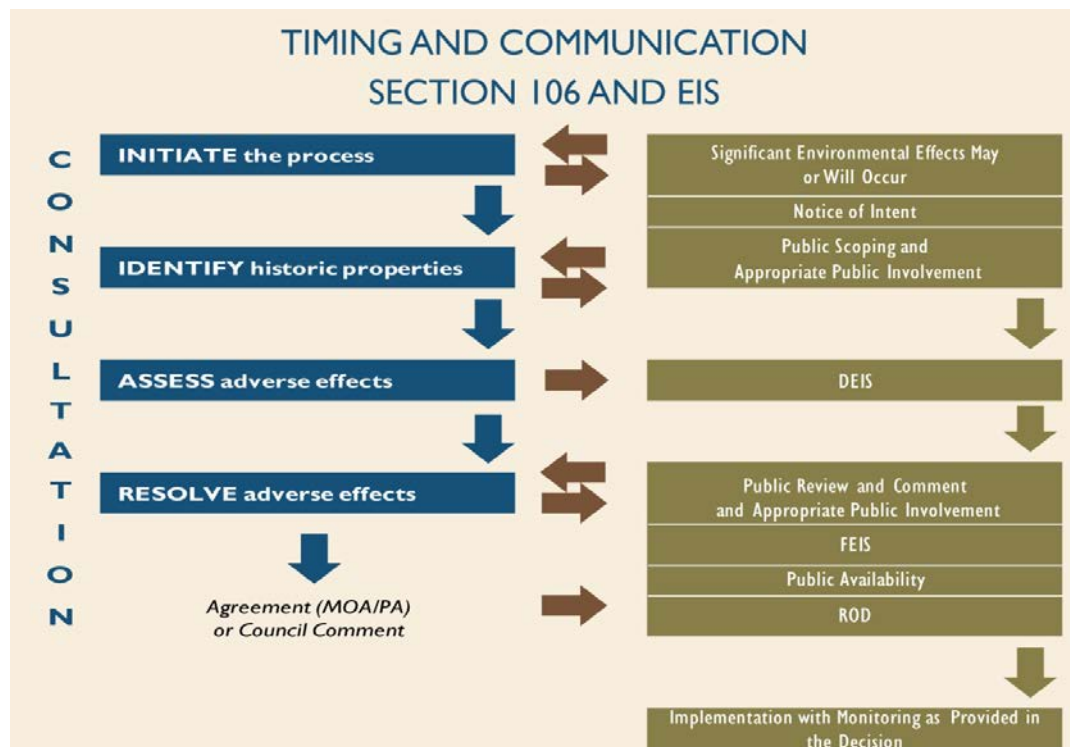 TIMING AND COMMUNICATION
SECTION 106 AND EIS
CONSULTATION
INITIATE the process
IDENTIFY historic properties
ASSESS adverse effects
RESOLVE adverse effects
Agreement (MOA/PA)
or Council Comment
Significant Environmental Effects May
or Will Occur
Notice of Intent
Public Scoping and
Appropriate Public Involvement
DEIS
Public Review and Comment
and Appropriate Public Involvement
FEIS
Public Availability
ROD
Implementation with Monitoring as Provided in
the Decision